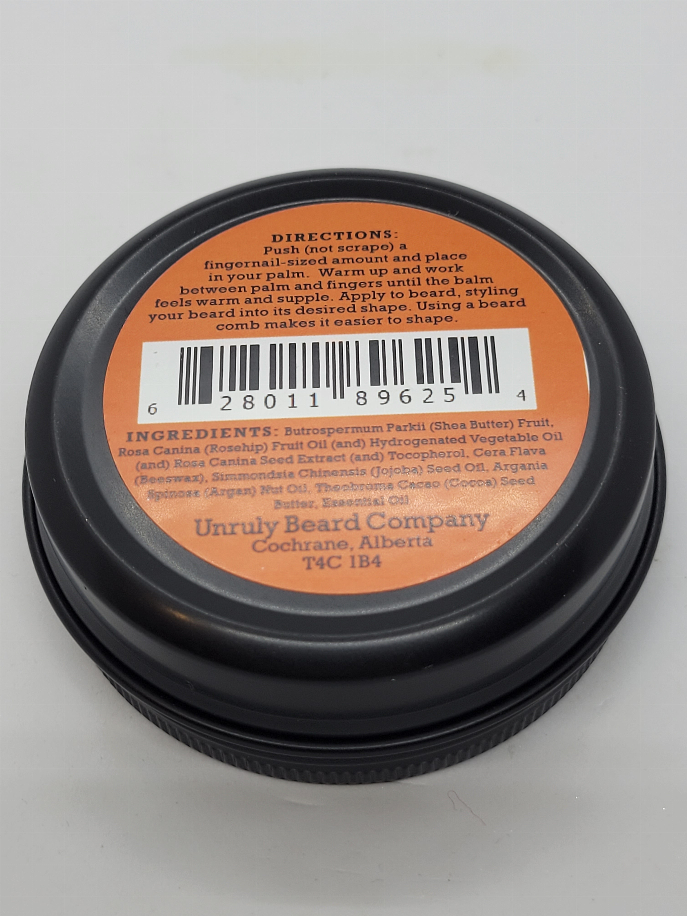 DIRECTIONS:
Push (not scrape) a
fingernail-sized amount and place
in your palm. Warm up and work
between palm and fingers until the balm
feels warm and supple. Apply to beard, styling
your beard into its desired shape. Using a beard
comb makes it easier to shape.
6 28011 89625 4
INGREDIENTS: Butrospermum Parkii (Shea Butter) Fruit,
Rosa Canina (Rosehip) Fruit Oil (and) Hydrogenated Vegetable Oil
(and) Rosa Canina Seed Extract (and) Tocopherol, Cera Flava
(Beeswax), Simmondsia Chinensis (Jojoba) Seed Oil, Argania
Spinosa (Argan) Nut Oil, Theobroma Cacao (Cocoa) Seed
Butter, Essential Oil
Unruly Beard Company
Cochrane, Alberta
T4C 1B4